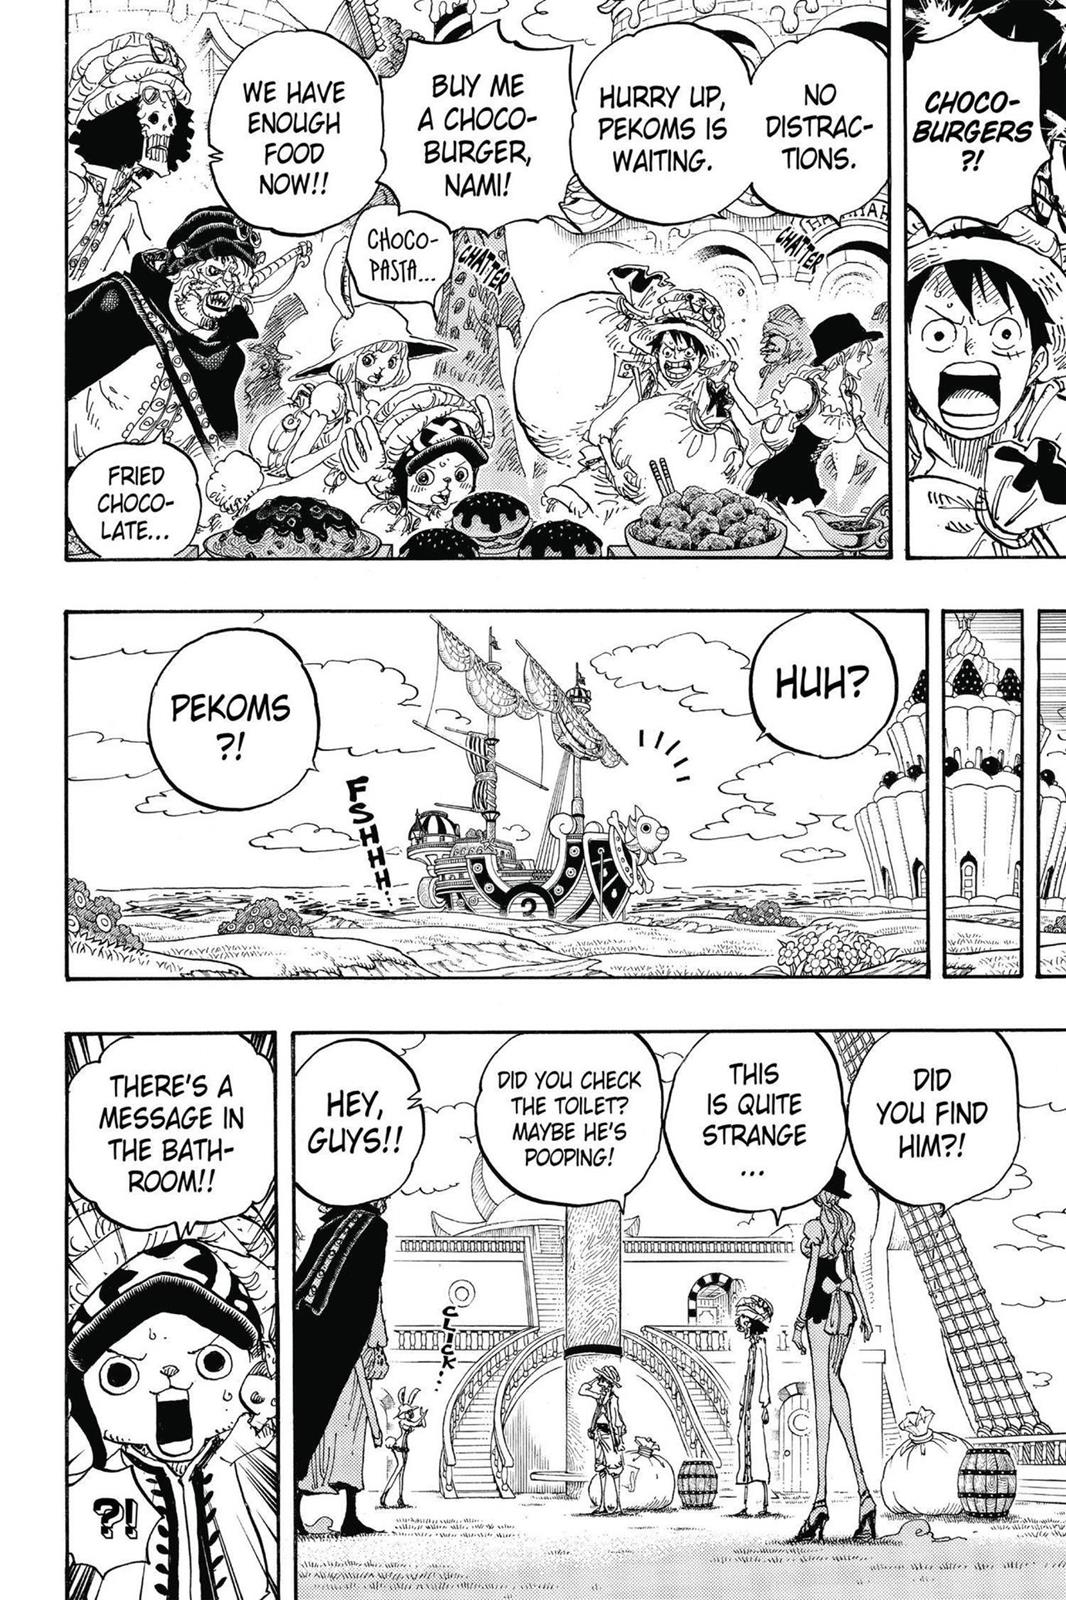 CHOCO-
BURGERS
?!
NO
DISTRAC-
TIONS.
HURRY UP,
PEKOMS IS
WAITING.
BUY ME
A CHOCO-
BURGER,
NAMI!
WE HAVE
ENOUGH
FOOD
NOW!!
CHATTER
CHATTER
CHOCO-
PASTA...
FRIED
CHOCO-
LATE...
HUH?
PEKOMS
?!
FSHHH...
3
DID
YOU FIND
HIM?!
THIS
IS QUITE
STRANGE
...
DID YOU CHECK
THE TOILET?
MAYBE HE'S
POOPING!
HEY,
GUYS!!
CLICK...
THERE'S A
MESSAGE IN
THE BATH-
ROOM!!
?!